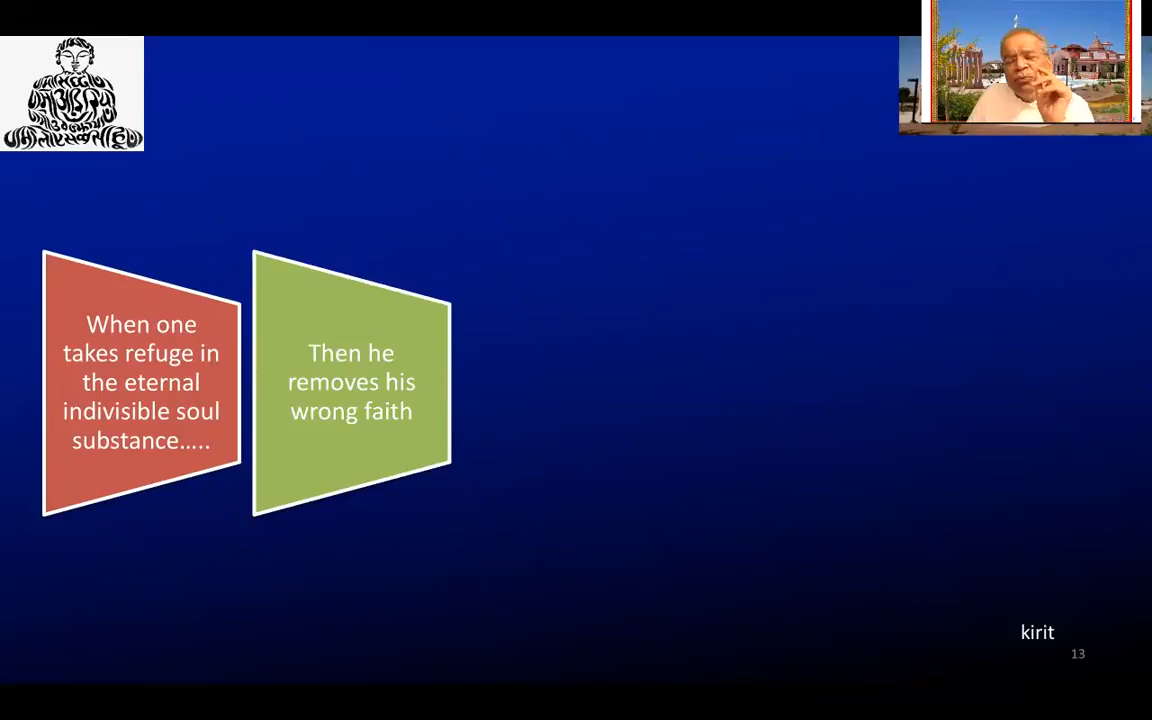 When one
takes refuge in
the eternal
indivisible soul
substance…..
Then he
removes his
wrong faith
kirit
13